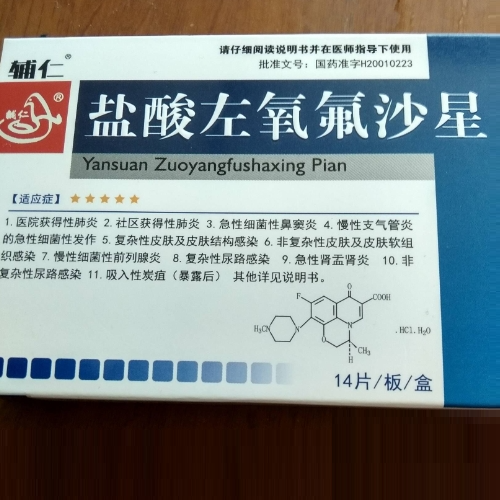 请仔细阅读说明书并在医师指导下使用
批准文号：国药准字H20010223
辅仁®
辅仁®
盐酸左氧氟沙星
Yansuan Zuoyangfushaxing Pian
【适应症】★★★★★
1.医院获得性肺炎 2.社区获得性肺炎 3.急性细菌性鼻窦炎 4.慢性支气管炎
的急性细菌性发作 5.复杂性皮肤及皮肤结构感染 6.非复杂性皮肤及皮肤软组
织感染 7.慢性细菌性前列腺炎 8.复杂性尿路感染 9.急性肾盂肾炎 10.非
复杂性尿路感染 11.吸入性炭疽（暴露后） 其他详见说明书。
O
F
COOH
H₃C
N
N
N
.HCl.H₂O
O
CH₃
H
14片/板/盒